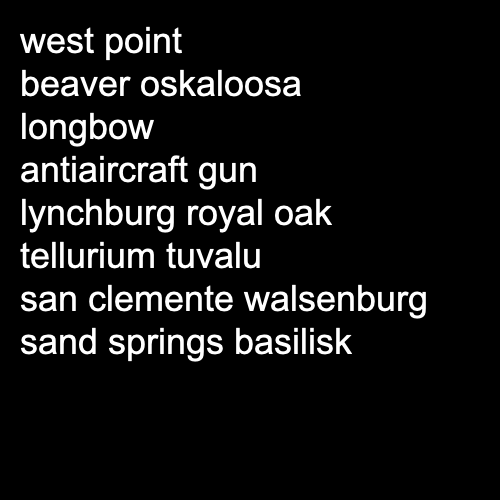 west point
beaver oskaloosa
longbow
antiaircraft gun
lynchburg royal oak
tellurium tuvalu
san clemente walsenburg
sand springs basilisk